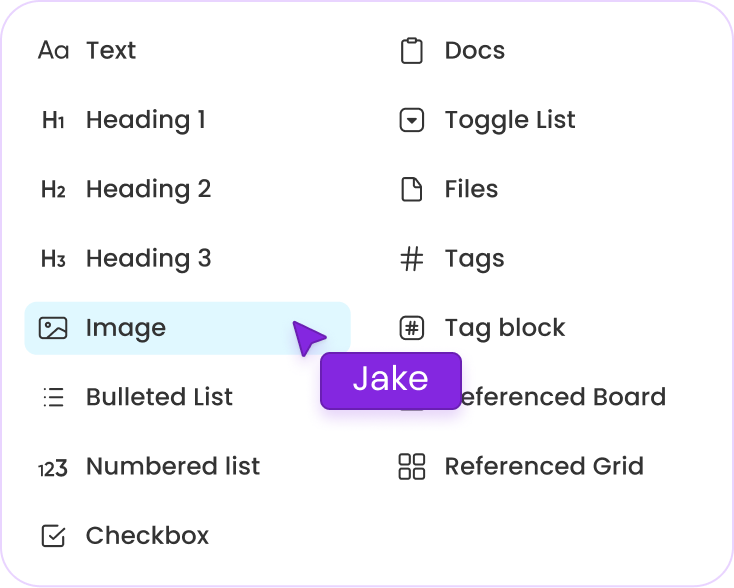 Aa Text
H1 Heading 1
H2 Heading 2
H3 Heading 3
Image
Bulleted List
123 Numbered list
Checkbox
Docs
Toggle List
Files
# Tags
# Tag block
eferenced Board
Referenced Grid
Jake